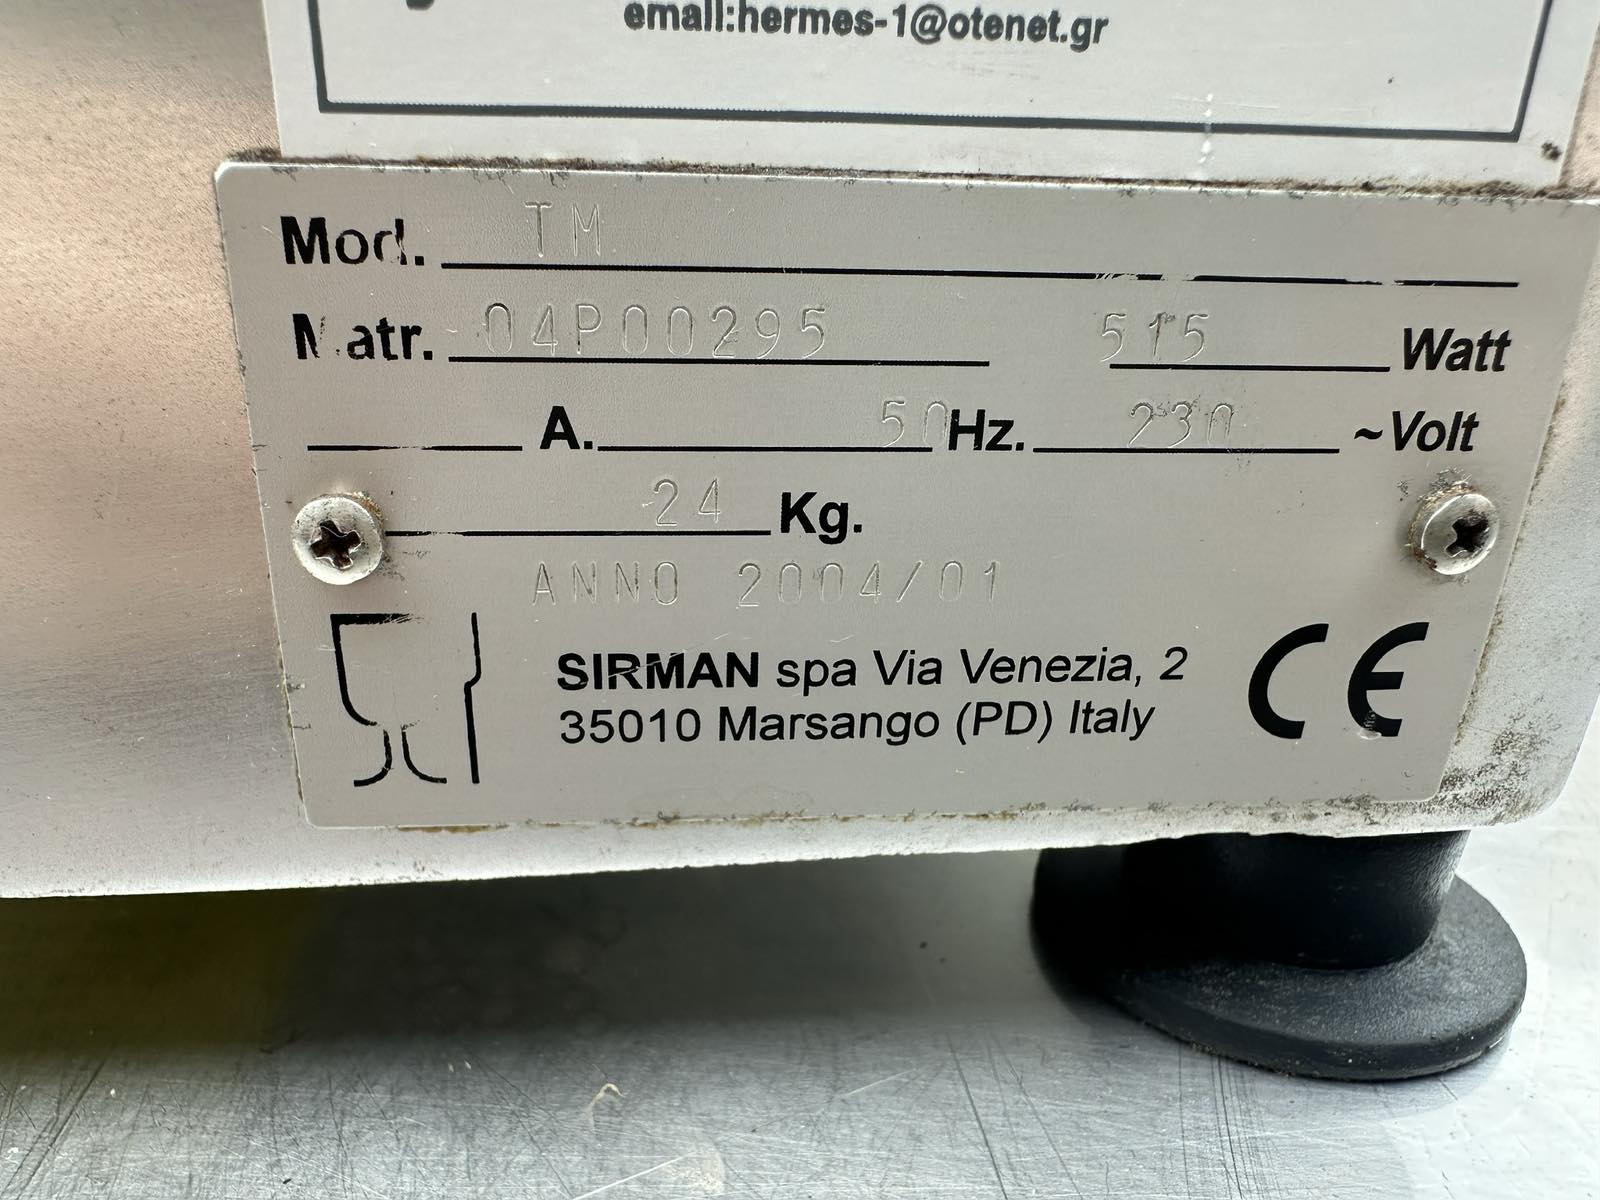 email:hermes-1@otenet.gr
Mod. TM
Matr. 04P00295 515 Watt
A. 50 Hz. 230 ~Volt
24 Kg.
ANNO 2004/01
SIRMAN spa Via Venezia, 2
35010 Marsango (PD) Italy
CE